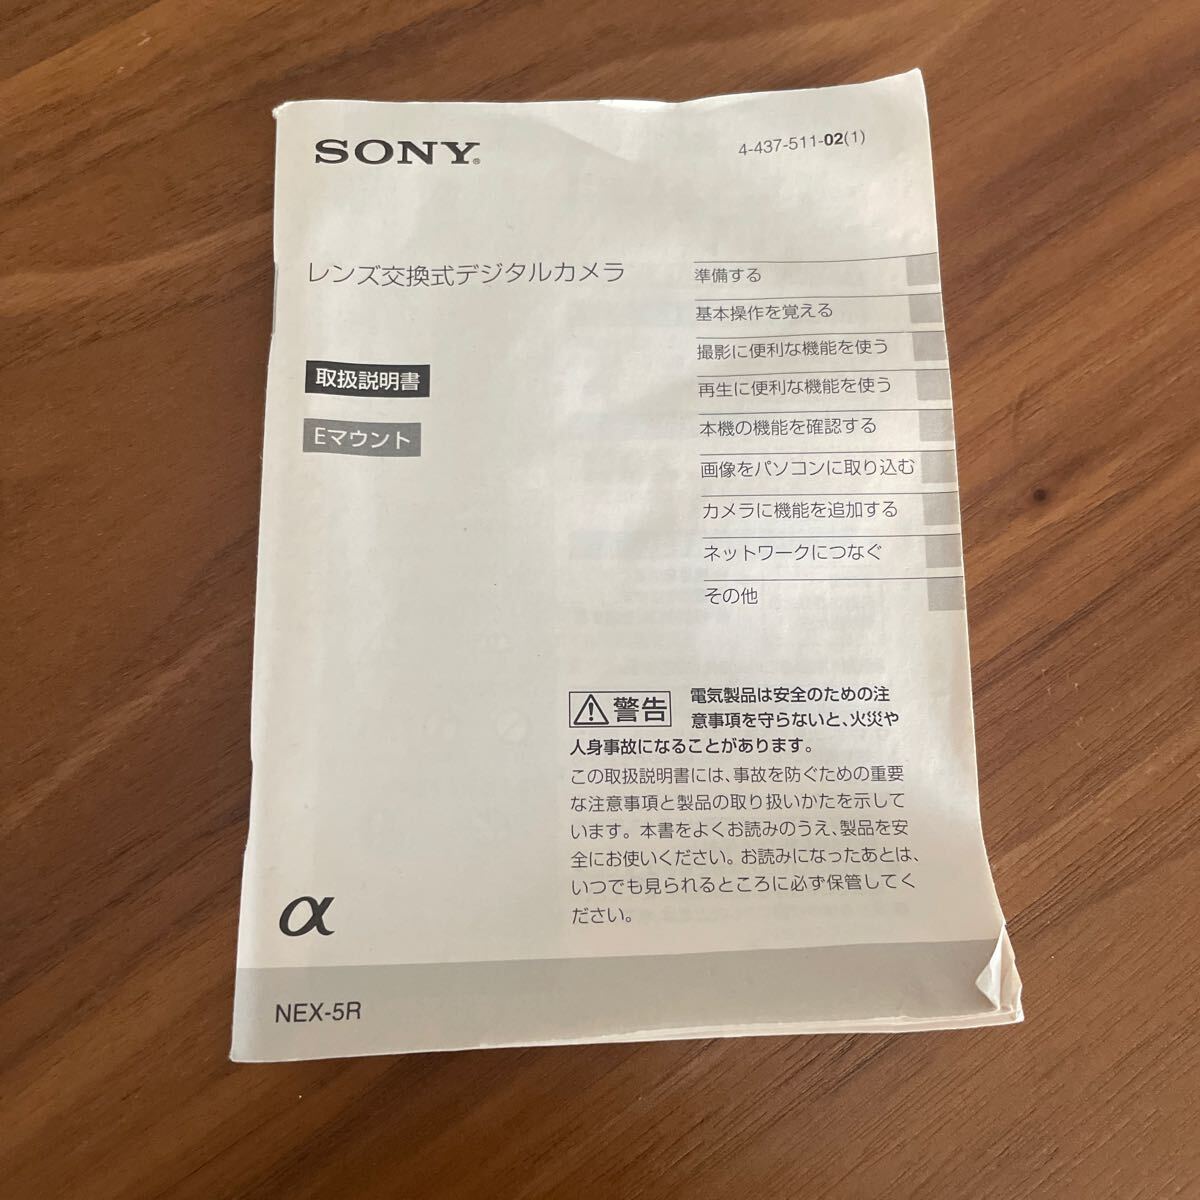 SONY®
4-437-511-02(1)
レンズ交換式デジタルカメラ
取扱説明書
Eマウント
準備する
基本操作を覚える
撮影に便利な機能を使う
再生に便利な機能を使う
本機の機能を確認する
画像をパソコンに取り込む
カメラに機能を追加する
ネットワークにつなぐ
その他
警告
電気製品は安全のための注
意事項を守らないと、火災や
人身事故になることがあります。
この取扱説明書には、事故を防ぐための重要
な注意事項と製品の取り扱いかたを示して
います。本書をよくお読みのうえ、製品を安
全にお使いください。お読みになったあとは、
いつでも見られるところに必ず保管してく
ださい。
α
NEX-5R